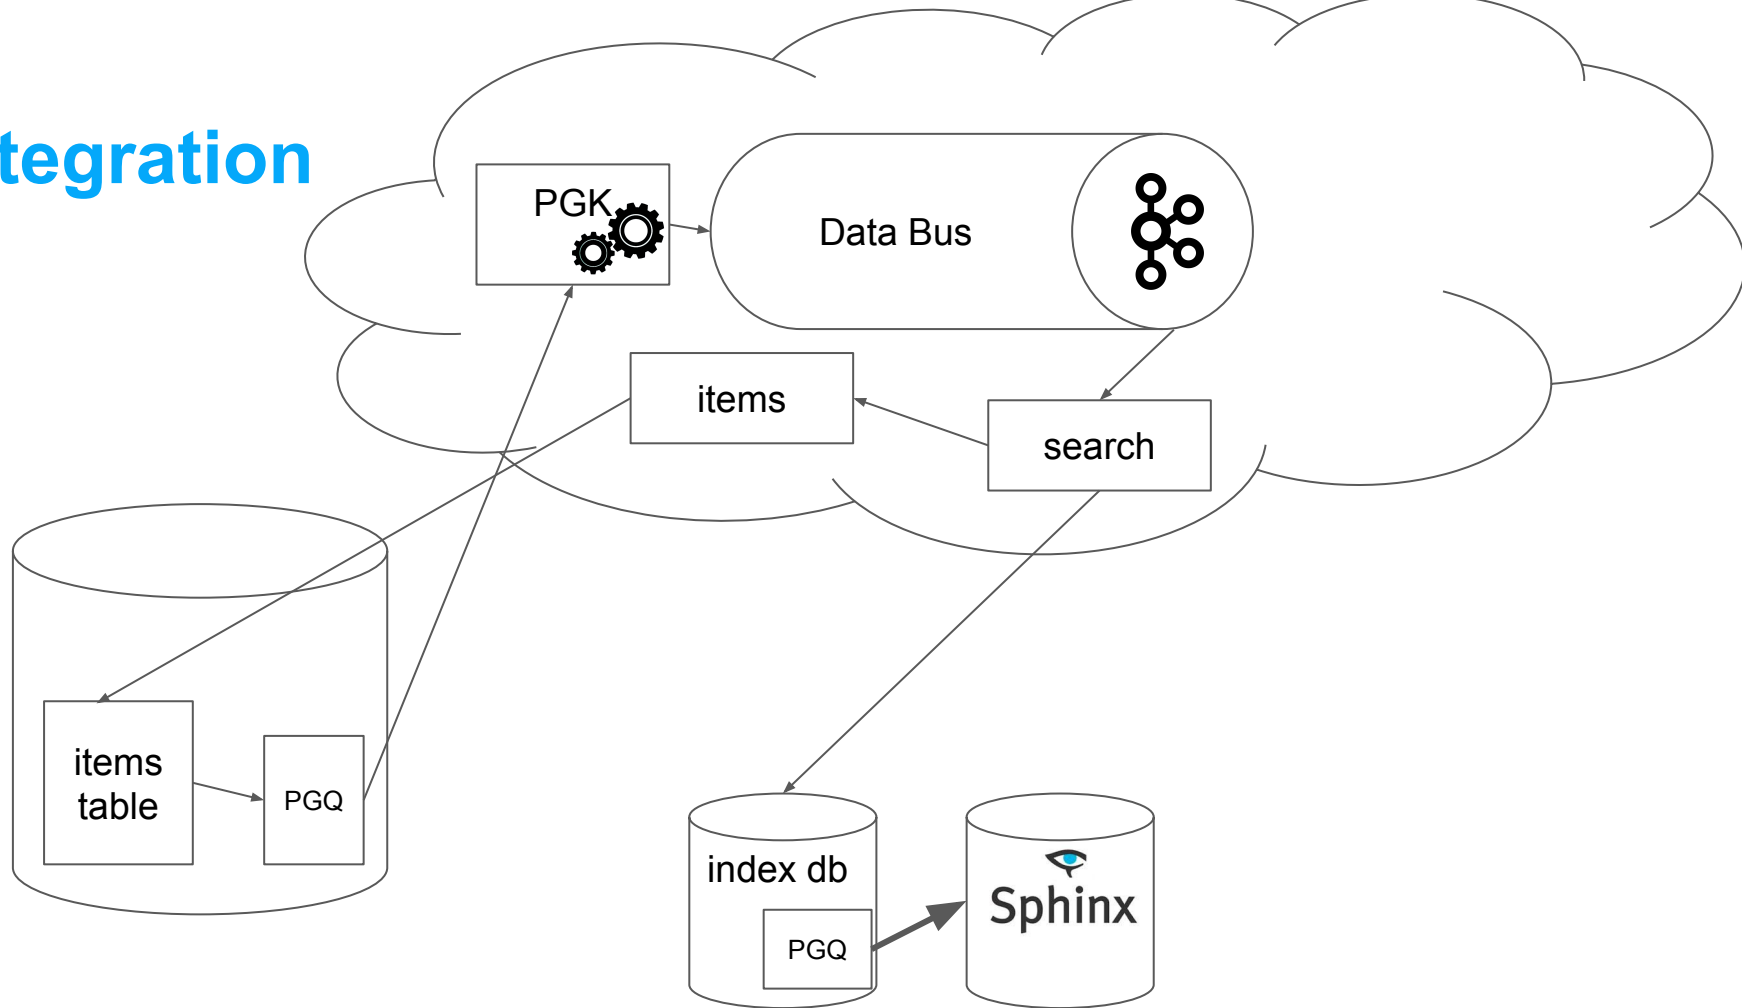 tegration
PGK
Data Bus
items
search
items
table
PGQ
index db
PGQ
Sphinx